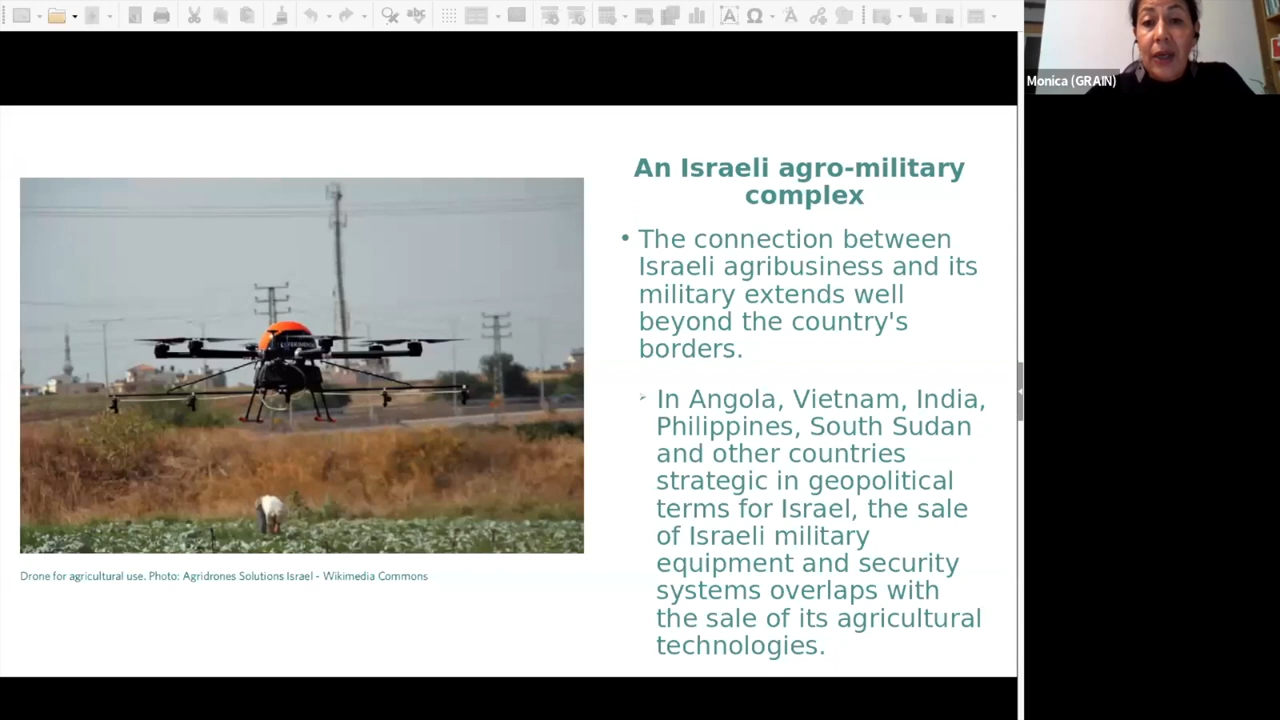 Monica (GRAIN)
An Israeli agro-military
complex
• The connection between
Israeli agribusiness and its
military extends well
beyond the country's
borders.
In Angola, Vietnam, India,
Philippines, South Sudan
and other countries
strategic in geopolitical
terms for Israel, the sale
of Israeli military
equipment and security
systems overlaps with
the sale of its agricultural
technologies.
Drone for agricultural use. Photo: Agridrones Solutions Israel - Wikimedia Commons